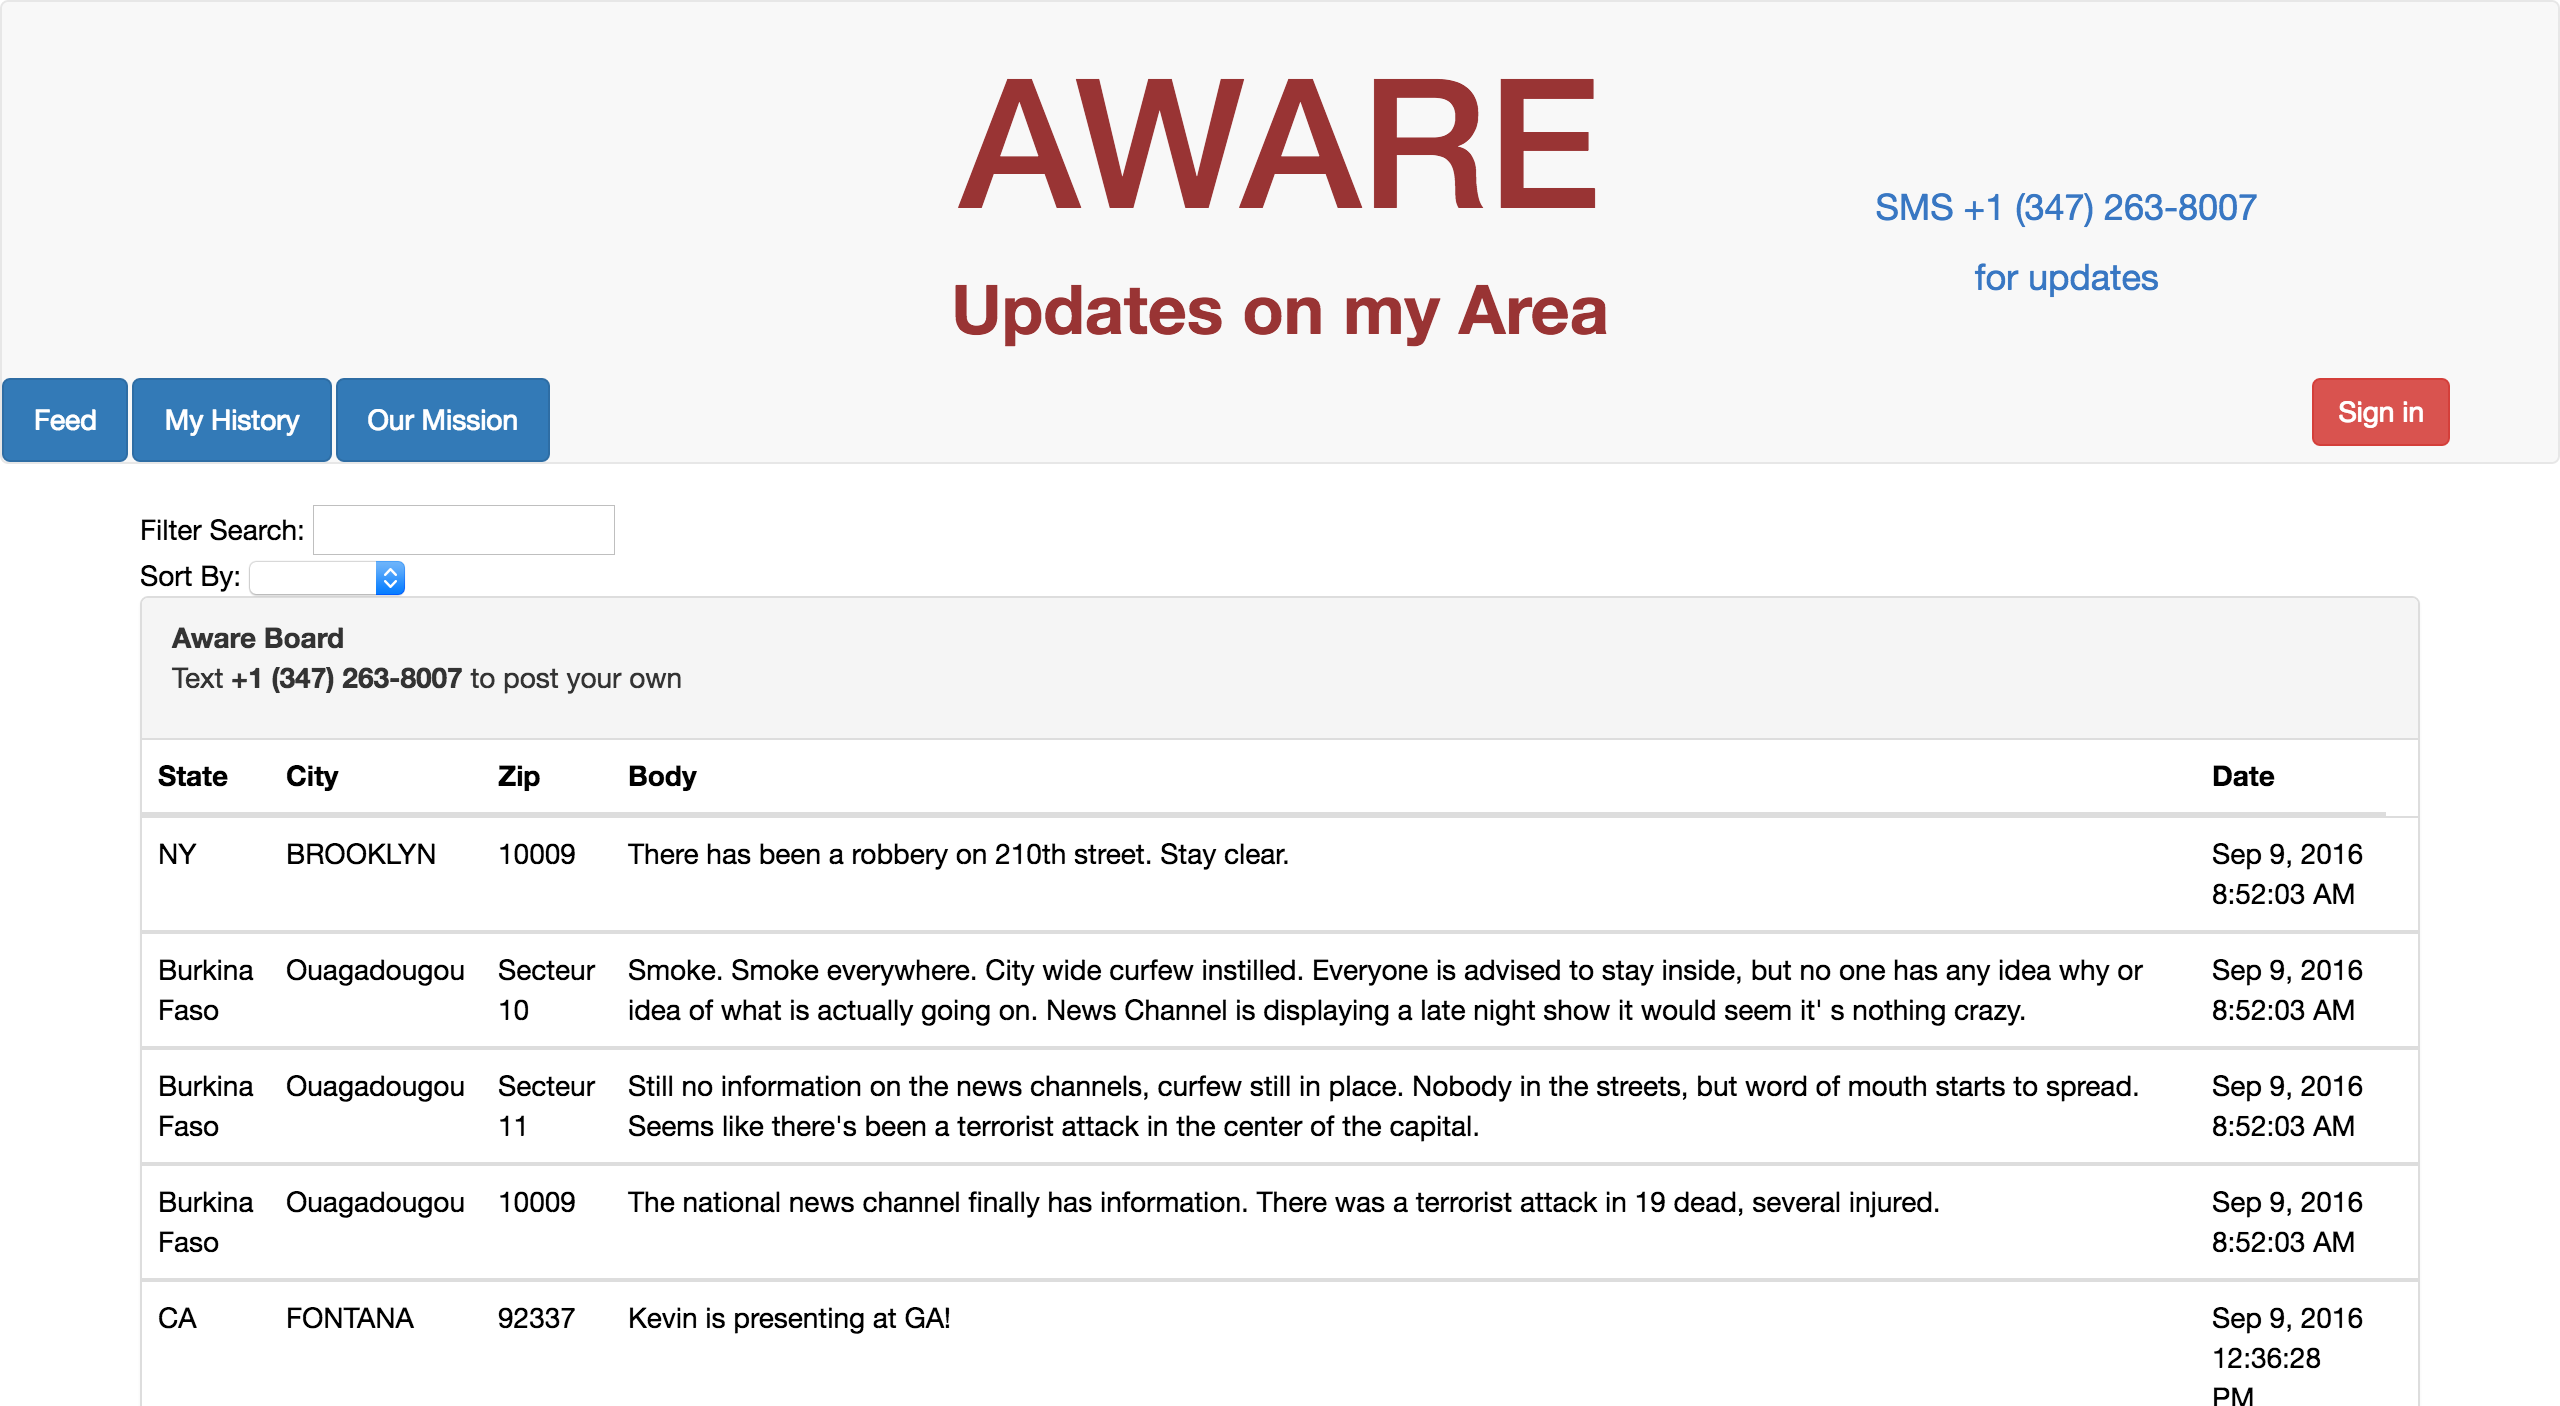 AWARE
Updates on my Area
SMS +1 (347) 263-8007
for updates
Feed
My History
Our Mission
Sign in
Filter Search:
Sort By:
Aware Board
Text +1 (347) 263-8007 to post your own
State City Zip Body Date
NY BROOKLYN 10009 There has been a robbery on 210th street. Stay clear. Sep 9, 2016
8:52:03 AM
Burkina Ouagadougou Secteur Smoke. Smoke everywhere. City wide curfew instilled. Everyone is advised to stay inside, but no one has any idea why or Sep 9, 2016
Faso 10 idea of what is actually going on. News Channel is displaying a late night show it would seem it' s nothing crazy. 8:52:03 AM
Burkina Ouagadougou Secteur Still no information on the news channels, curfew still in place. Nobody in the streets, but word of mouth starts to spread. Sep 9, 2016
Faso 11 Seems like there's been a terrorist attack in the center of the capital. 8:52:03 AM
Burkina Ouagadougou 10009 The national news channel finally has information. There was a terrorist attack in 19 dead, several injured. Sep 9, 2016
Faso 8:52:03 AM
CA FONTANA 92337 Kevin is presenting at GA! Sep 9, 2016
12:36:28
PM